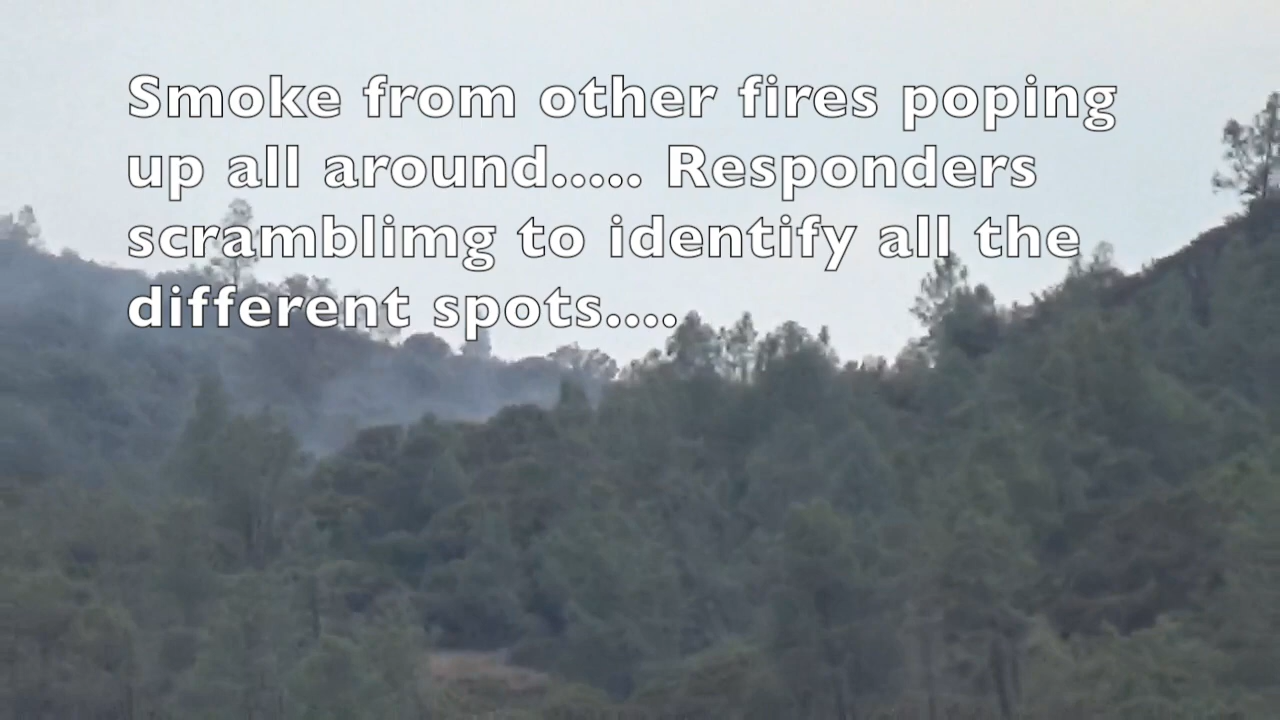 Smoke from other fires poping
up all around..... Responders
scramblimg to identify all the
different spots....